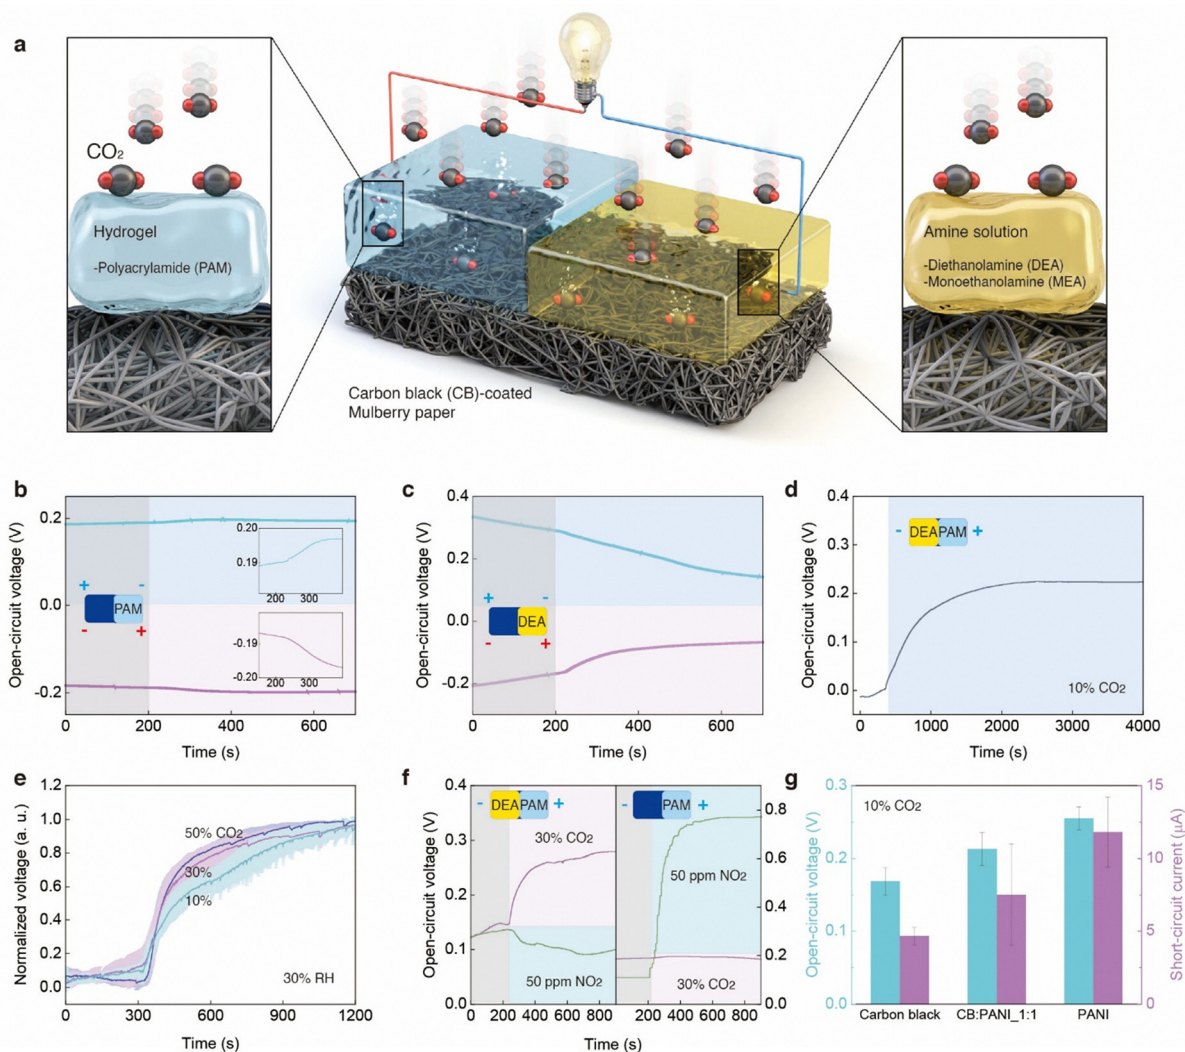 a
CO₂
Hydrogel
-Polyacrylamide (PAM)
Carbon black (CB)-coated
Mulberry paper
Amine solution
-Diethanolamine (DEA)
-Monoethanolamine (MEA)
b
Open-circuit voltage (V)
0.2
0.0
-0.2
0.20
0.19
200 300
-0.19
-0.20
200 300
+ -
PAM
- +
0 200 400 600
Time (s)
c
Open-circuit voltage (V)
0.4
0.2
0.0
-0.2
+ -
DEA
- +
0 200 400 600
Time (s)
d
Open-circuit voltage (V)
0.4
0.3
0.2
0.1
0.0
- DEA PAM +
10% CO₂
0 1000 2000 3000 4000
Time (s)
e
Normalized voltage (a. u.)
1.2
1.0
0.8
0.6
0.4
0.2
0.0
50% CO₂
30%
10%
30% RH
0 300 600 900 1200
Time (s)
f
Open-circuit voltage (V)
0.4
0.3
0.2
0.1
0.0
- DEA PAM +
30% CO₂
50 ppm NO₂
0 200 400 600 800
- PAM +
50 ppm NO₂
30% CO₂
0.8
0.6
0.4
0.2
0.0
0 200 400 600 800
Time (s) Time (s)
g
Open-circuit voltage (V)
0.3
0.2
0.1
0.0
10% CO₂
15
10
5
0
Short-circuit current (µA)
Carbon black CB:PANI_1:1 PANI